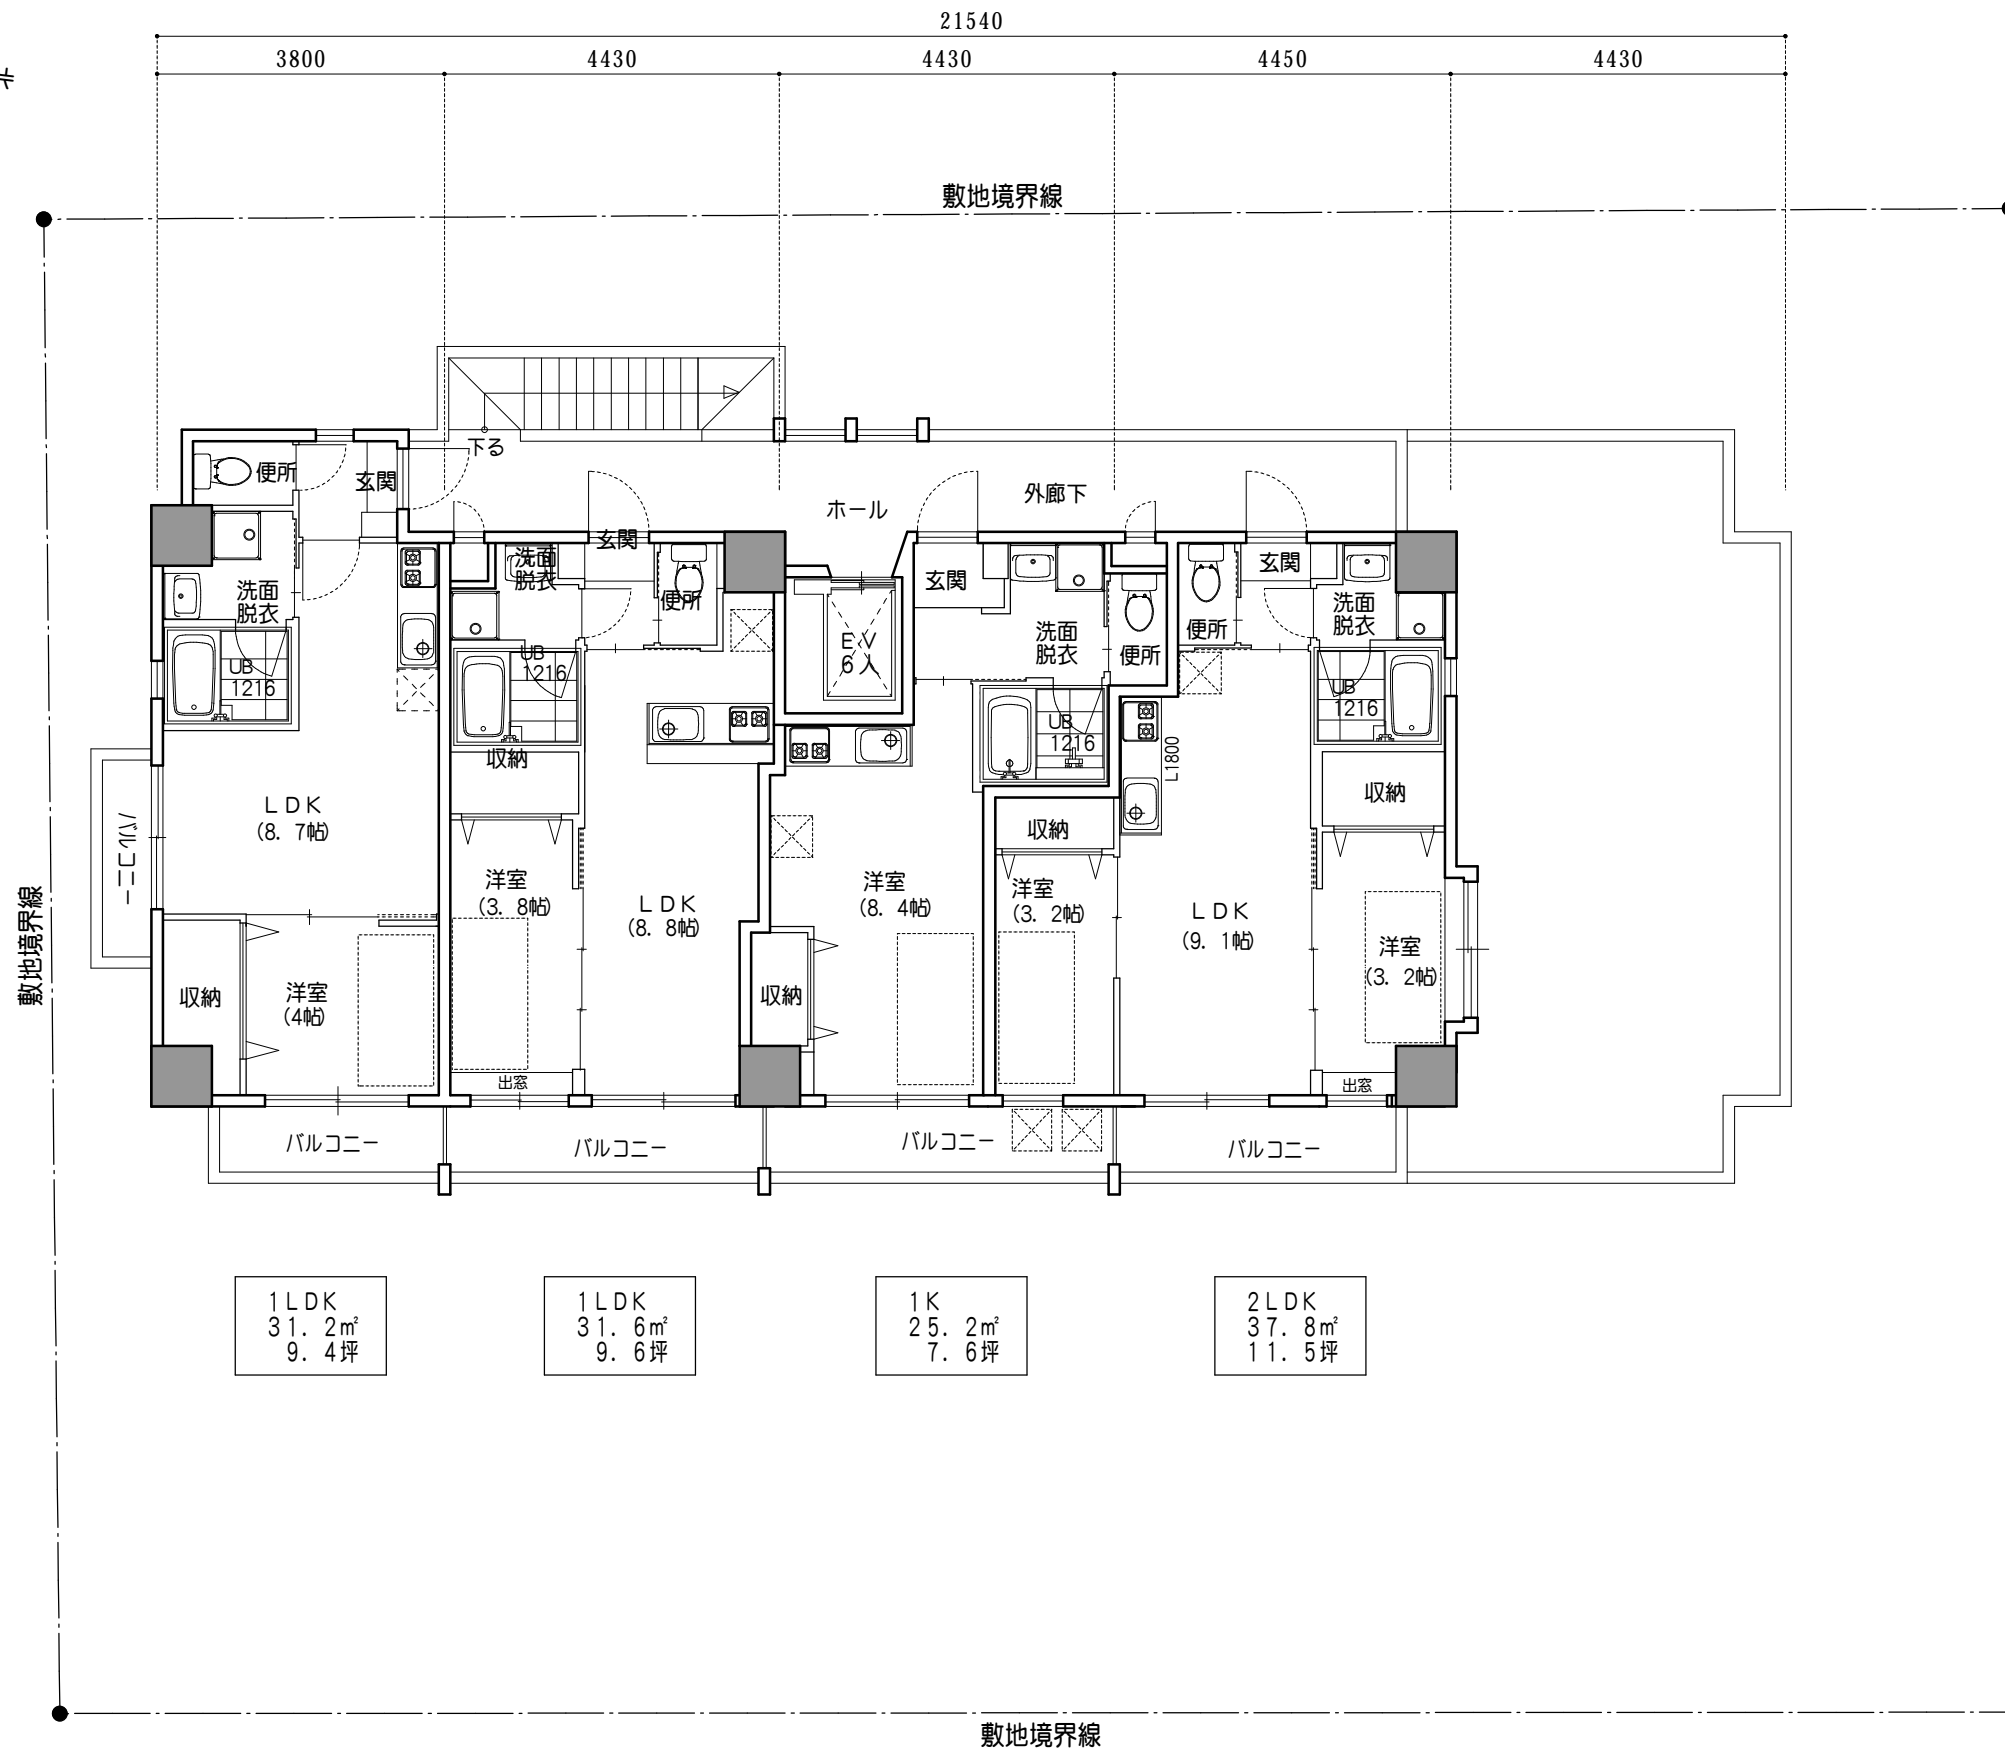 21540
3800
4430
4430
4450
4430
敷地境界線
下る
便所
玄関
ホール
外廊下
玄関
洗面
脱衣
便所
玄関
玄関
洗面
脱衣
UB
1216
洗面
脱衣
UB
1216
EV
6人
洗面
脱衣
便所
便所
洗面
脱衣
UB
1216
UB
1216
収納
L1800
収納
LDK
(8.7帖)
バルコニー
収納
洋室
(3.8帖)
LDK
(8.8帖)
洋室
(8.4帖)
洋室
(3.2帖)
LDK
(9.1帖)
洋室
(3.2帖)
敷地境界線
収納
洋室
(4帖)
収納
出窓
出窓
バルコニー
バルコニー
バルコニー
バルコニー
1LDK
31.2㎡
9.4坪
1LDK
31.6㎡
9.6坪
1K
25.2㎡
7.6坪
2LDK
37.8㎡
11.5坪
敷地境界線